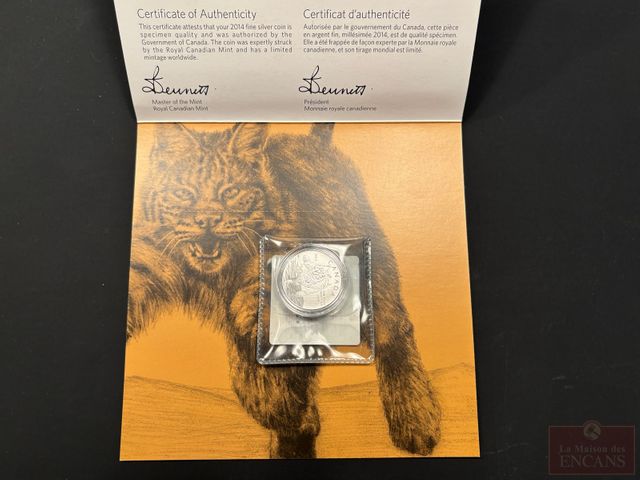 Certificate of Authenticity
This certificate attests that your 2014 fine silver coin is
specimen quality and was authorized by the
Government of Canada. The coin was expertly struck
by the Royal Canadian Mint and has a limited
mintage worldwide.
Bennett
Master of the Mint
Royal Canadian Mint
Certificat d'authenticité
Autorisée par le gouvernement du Canada, cette pièce
en argent fin, millésimée 2014, est de qualité spécimen.
Elle a été frappée de façon experte par la Monnaie royale
canadienne, et son tirage mondial est limité.
Bennett
Président
Monnaie royale canadienne
CANADA
La Maison des
ENCANS